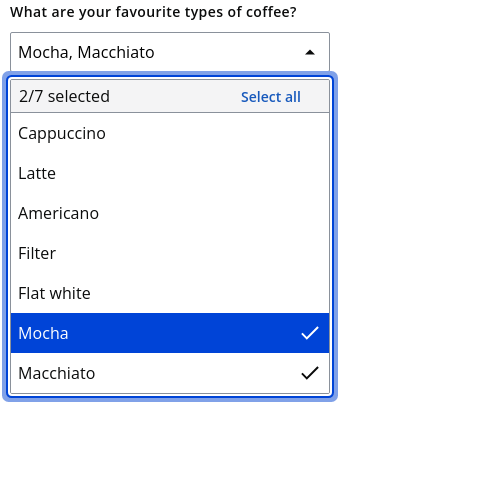 What are your favourite types of coffee?
Mocha, Macchiato
2/7 selected Select all
Cappuccino
Latte
Americano
Filter
Flat white
Mocha
Macchiato